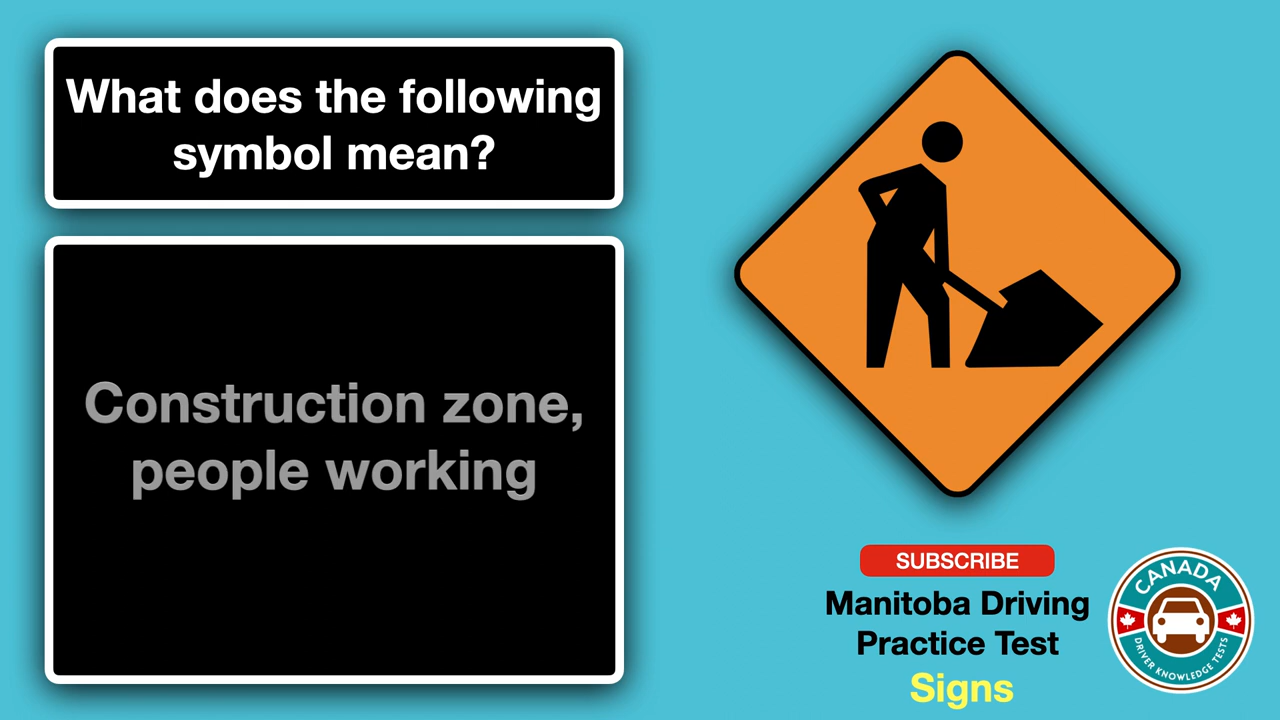 What does the following
symbol mean?
Construction zone,
people working
SUBSCRIBE
Manitoba Driving
Practice Test
Signs
CANADA
DRIVER KNOWLEDGE TESTS